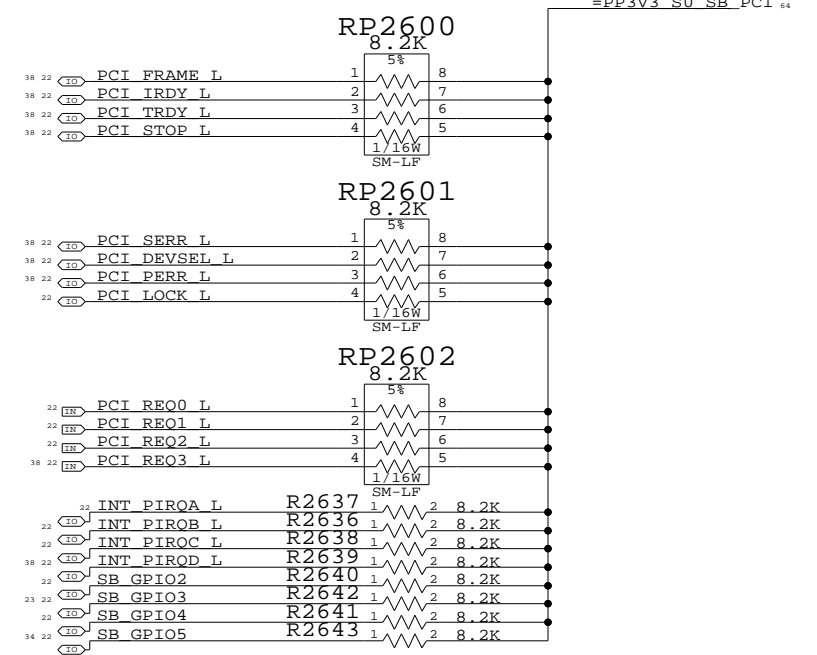 =PP3V3_S0_SB_PCI 64
RP2600
8.2K
5%
38 22 IO PCI_FRAME_L 1 8
38 22 IO PCI_IRDY_L 2 7
38 22 IO PCI_TRDY_L 3 6
38 22 IO PCI_STOP_L 4 5
1/16W
SM-LF
RP2601
8.2K
5%
38 22 IO PCI_SERR_L 1 8
38 22 IO PCI_DEVSEL_L 2 7
38 22 IO PCI_PERR_L 3 6
22 IO PCI_LOCK_L 4 5
1/16W
SM-LF
RP2602
8.2K
5%
22 IN PCI_REQ0_L 1 8
22 IN PCI_REQ1_L 2 7
22 IN PCI_REQ2_L 3 6
38 22 IN PCI_REQ3_L 4 5
1/16W
SM-LF
22 IO INT_PIRQA_L R2637 1 2 8.2K
22 IO INT_PIRQB_L R2636 1 2 8.2K
22 IO INT_PIRQC_L R2638 1 2 8.2K
38 22 IO INT_PIRQD_L R2639 1 2 8.2K
22 IO SB_GPIO2 R2640 1 2 8.2K
23 22 IO SB_GPIO3 R2642 1 2 8.2K
22 IO SB_GPIO4 R2641 1 2 8.2K
34 22 IO SB_GPIO5 R2643 1 2 8.2K